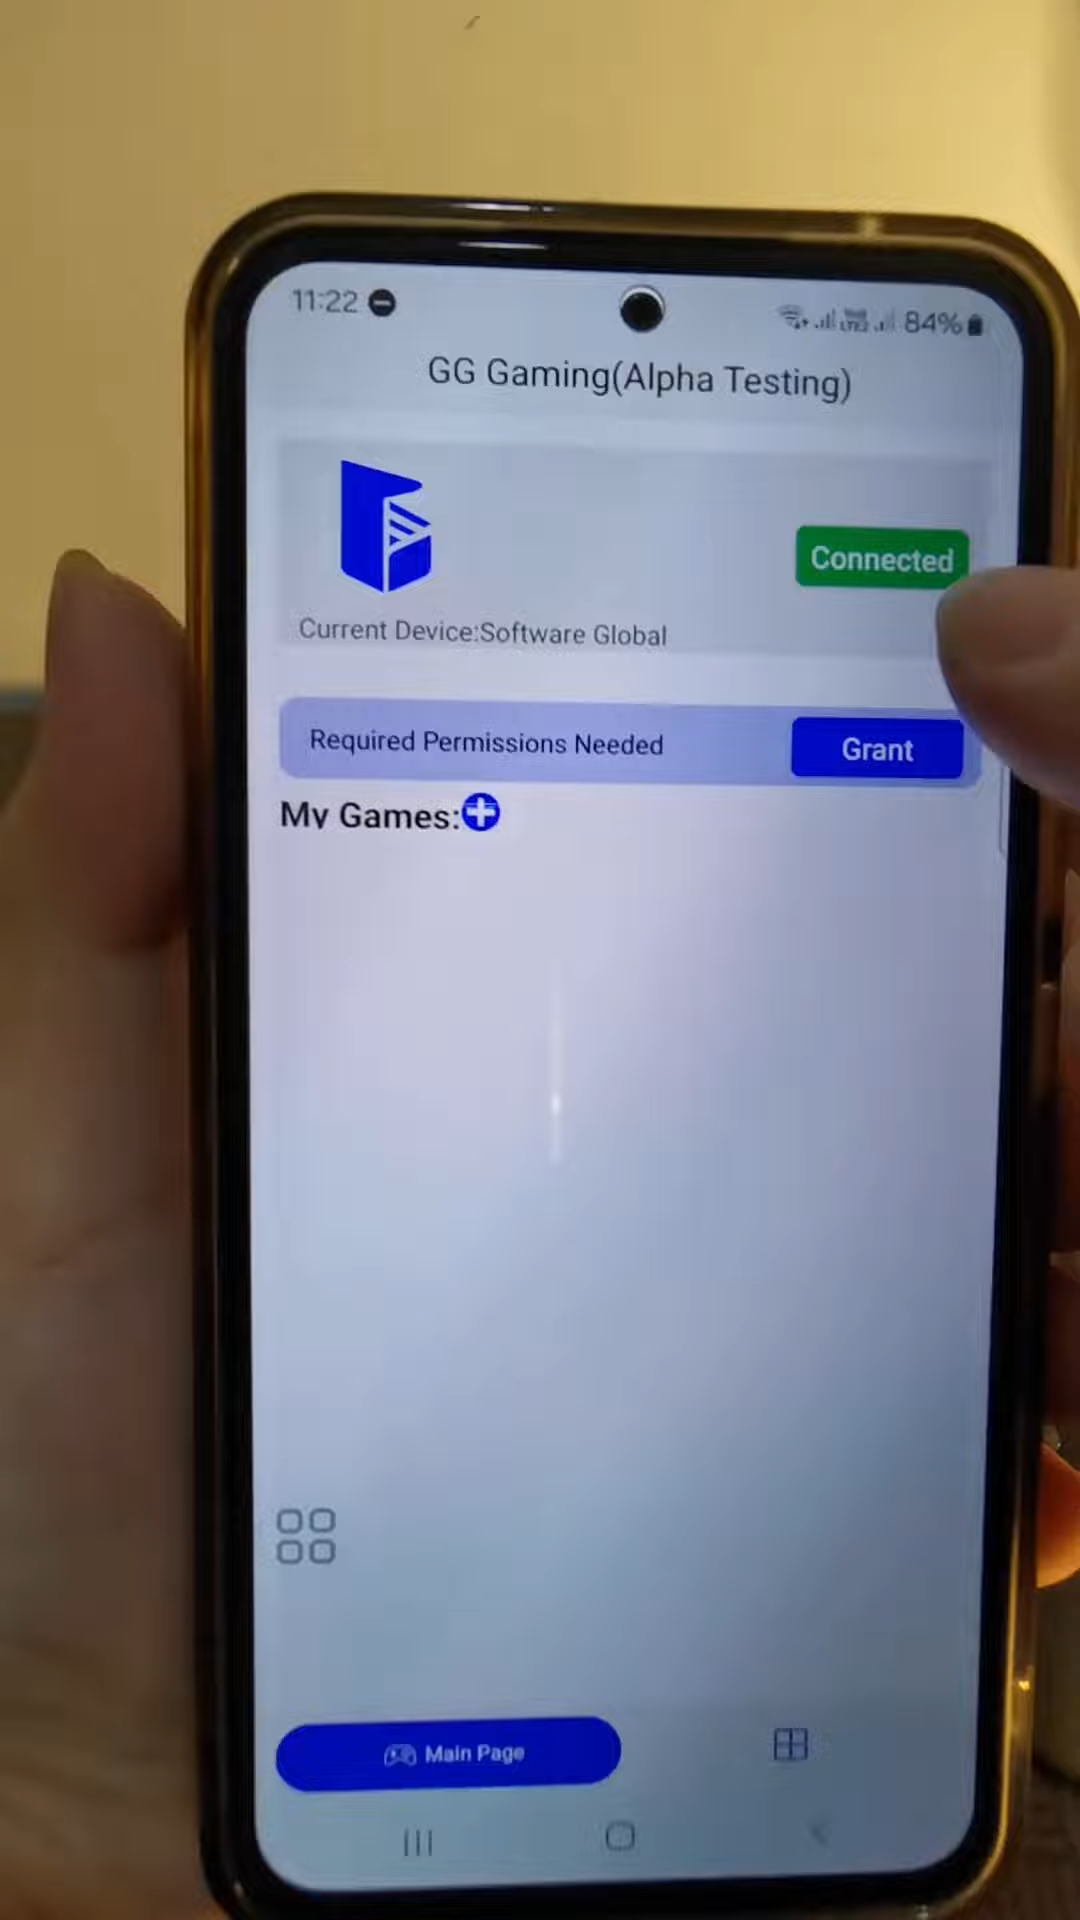 11:22
84%
GG Gaming(Alpha Testing)
Connected
Current Device:Software Global
Required Permissions Needed
Grant
My Games:
Main Page